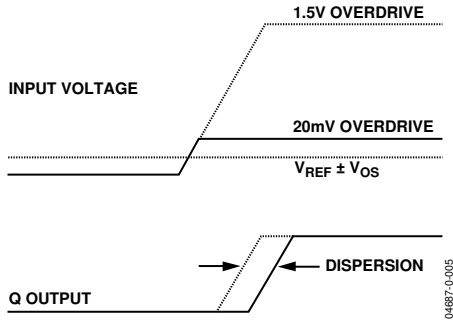 1.5V OVERDRIVE
INPUT VOLTAGE
20mV OVERDRIVE
VREF ± VOS
DISPERSION
Q OUTPUT
04687-0-005